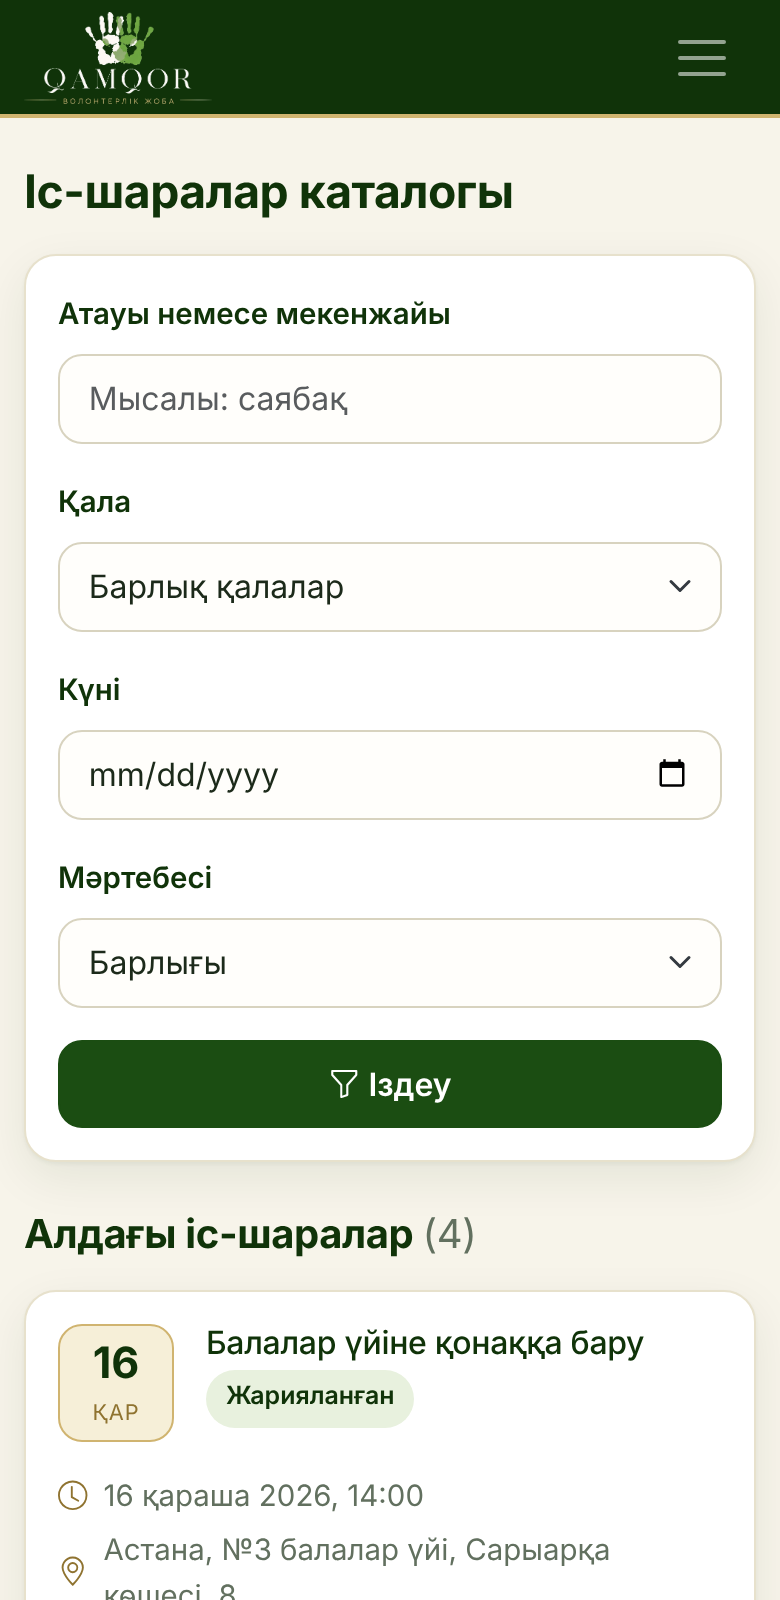 QAMQOR
ВОЛОНТЕРЛІК ЖОБА
Іс-шаралар каталогы
Атауы немесе мекенжайы
Мысалы: саябақ
Қала
Барлық қалалар
Күні
mm/dd/yyyy
Мәртебесі
Барлығы
Іздеу
Алдағы іс-шаралар (4)
16
ҚАР
Балалар үйіне қонаққа бару
Жарияланған
16 қараша 2026, 14:00
Астана, №3 балалар үйі, Сарыарқа
көшесі, 8